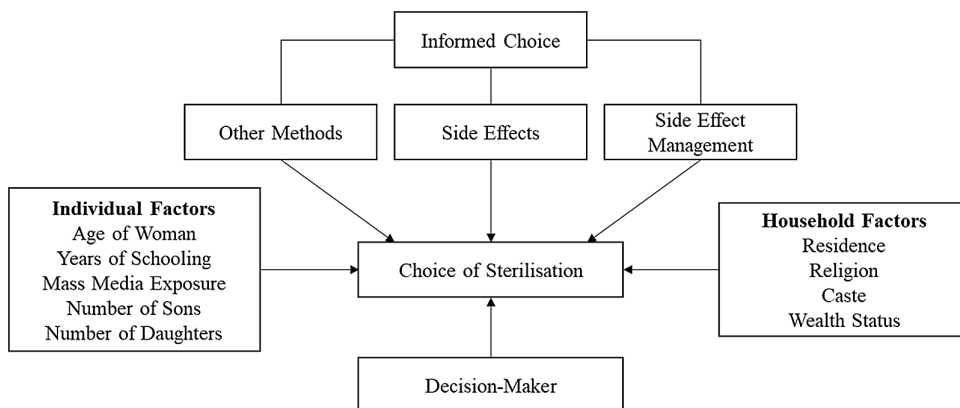 Informed Choice
Other Methods
Side Effects
Side Effect
Management
Individual Factors
Age of Woman
Years of Schooling
Mass Media Exposure
Number of Sons
Number of Daughters
Choice of Sterilisation
Household Factors
Residence
Religion
Caste
Wealth Status
Decision-Maker